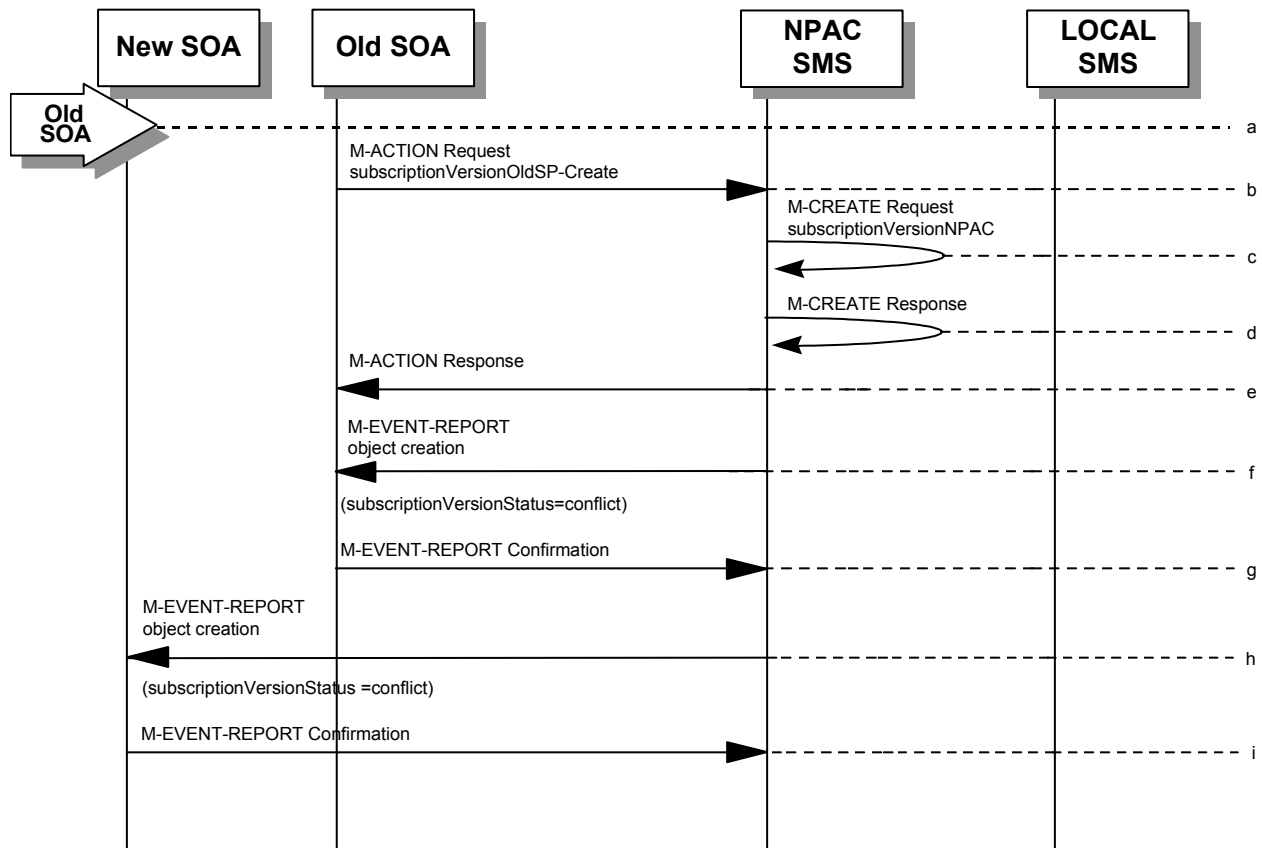 New SOA
Old SOA
NPAC
SMS
LOCAL
SMS
Old
SOA
a
M-ACTION Request
subscriptionVersionOldSP-Create
b
M-CREATE Request
subscriptionVersionNPAC
c
M-CREATE Response
d
M-ACTION Response
e
M-EVENT-REPORT
object creation
f
(subscriptionVersionStatus=conflict)
M-EVENT-REPORT Confirmation
g
M-EVENT-REPORT
object creation
h
(subscriptionVersionStatus =conflict)
M-EVENT-REPORT Confirmation
i